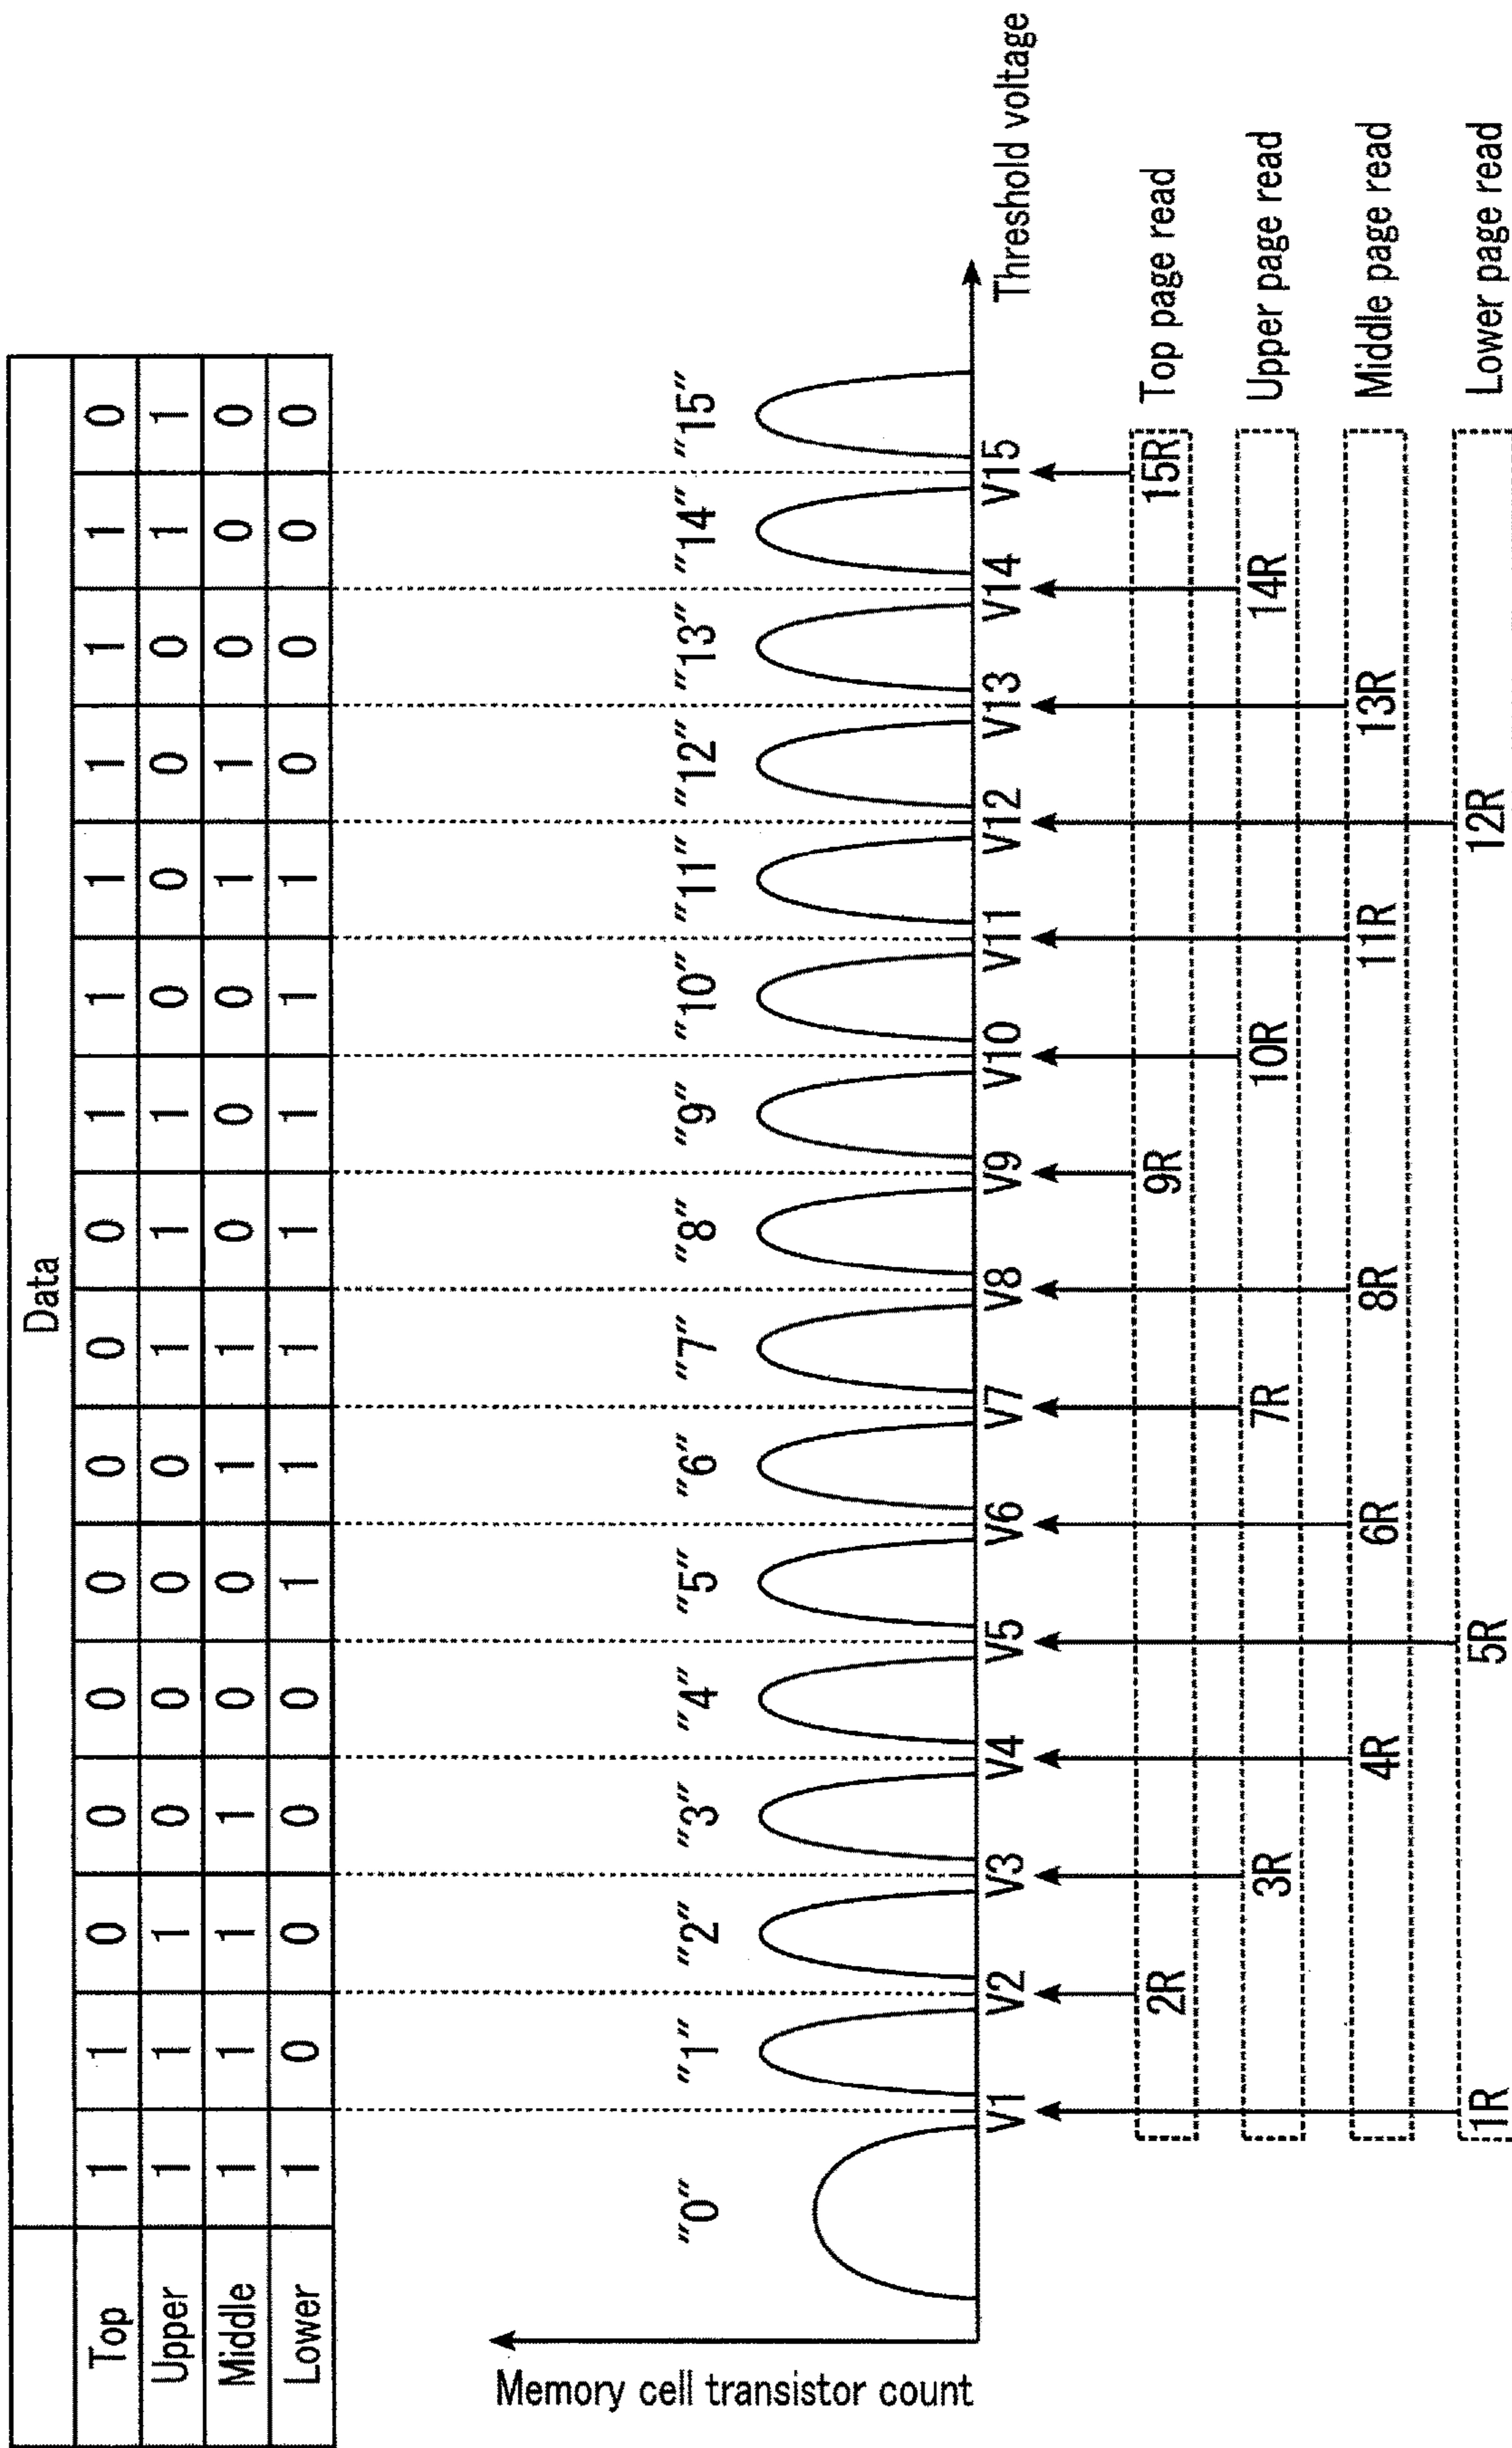 Data
Top 1 1 0 0 0 0 0 0 0 1 1 1 1 1 1 0
Upper 1 1 1 0 0 0 0 1 1 1 0 0 0 0 1 1
Middle 1 1 1 1 0 0 1 1 0 0 0 1 1 0 0 0
Lower 1 0 0 0 0 1 1 1 1 1 1 1 0 0 0 0
Memory cell transistor count
"0" "1" "2" "3" "4" "5" "6" "7" "8" "9" "10" "11" "12" "13" "14" "15"
V1 V2 V3 V4 V5 V6 V7 V8 V9 V10 V11 V12 V13 V14 V15
Threshold voltage
2R 9R 15R Top page read
3R 7R 10R 14R Upper page read
4R 6R 8R 11R 13R Middle page read
1R 5R 12R Lower page read